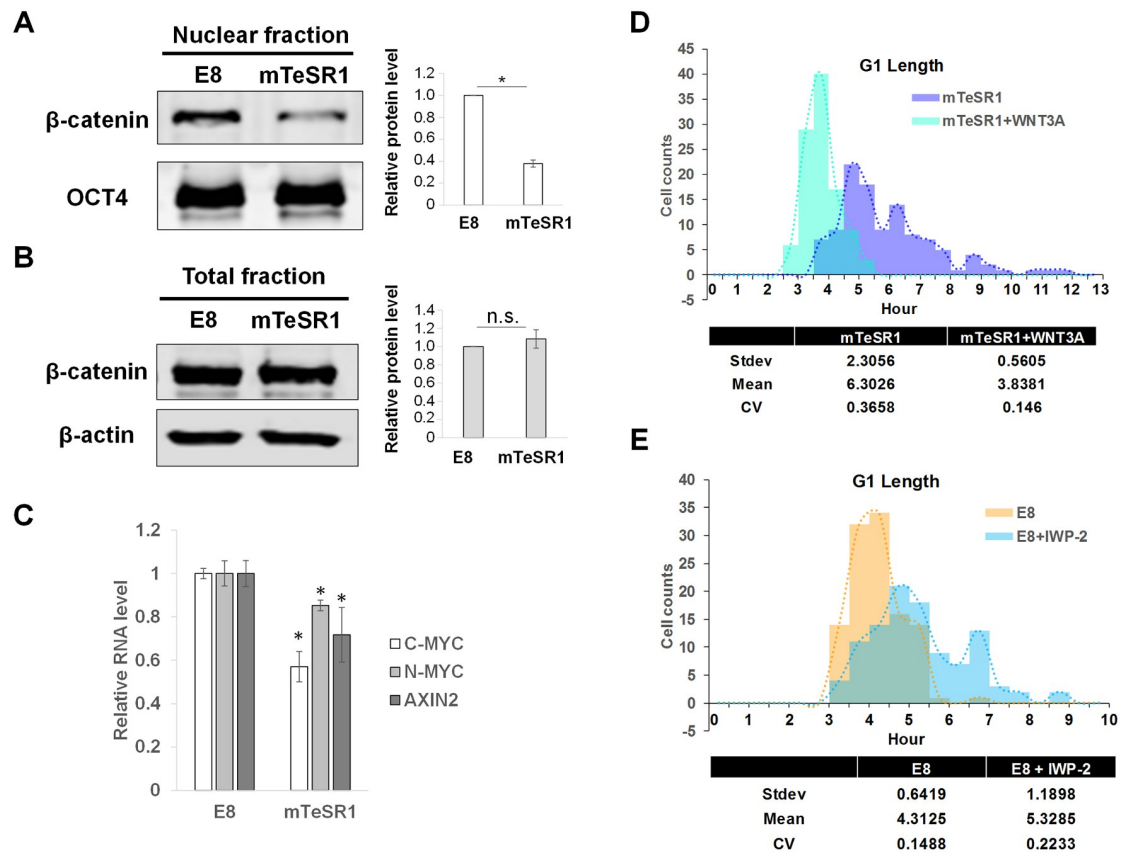 A
Nuclear fraction
E8 mTeSR1
β-catenin
OCT4
Relative protein level
1.2
1.0
0.8
0.6
0.4
0.2
0
*
E8 mTeSR1
B
Total fraction
E8 mTeSR1
β-catenin
β-actin
Relative protein level
1.4
1.2
1.0
0.8
0.6
0.4
0.2
0
n.s.
E8 mTeSR1
C
Relative RNA level
1.2
1
0.8
0.6
0.4
0.2
0
* * *
E8 mTeSR1
C-MYC
N-MYC
AXIN2
D
G1 Length
mTeSR1
mTeSR1+WNT3A
Cell counts
45
40
35
30
25
20
15
10
5
0
-5
0 1 2 3 4 5 6 7 8 9 10 11 12 13
Hour
mTeSR1 mTeSR1+WNT3A
Stdev 2.3056 0.5605
Mean 6.3026 3.8381
CV 0.3658 0.146
E
G1 Length
E8
E8+IWP-2
Cell counts
40
35
30
25
20
15
10
5
0
-5
0 1 2 3 4 5 6 7 8 9 10
Hour
E8 E8 + IWP-2
Stdev 0.6419 1.1898
Mean 4.3125 5.3285
CV 0.1488 0.2233